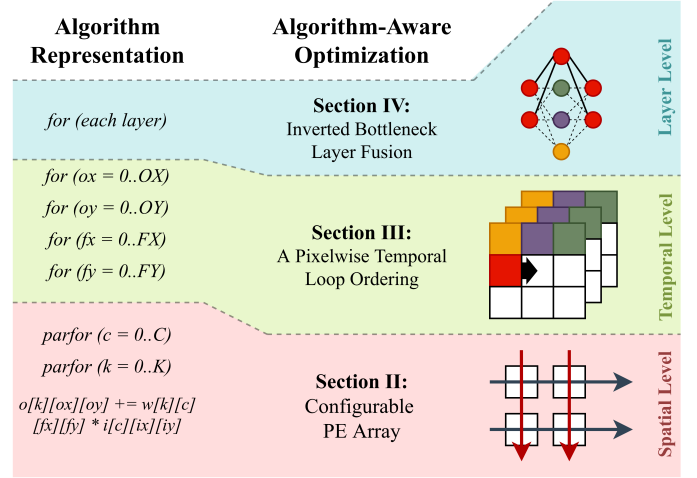 Algorithm
Representation
Algorithm-Aware
Optimization
for (each layer)
Section IV:
Inverted Bottleneck
Layer Fusion
Layer Level
for (ox = 0..OX)
for (oy = 0..OY)
for (fx = 0..FX)
for (fy = 0..FY)
Section III:
A Pixelwise Temporal
Loop Ordering
Temporal Level
parfor (c = 0..C)
parfor (k = 0..K)
o[k][ox][oy] += w[k][c]
[fx][fy] * i[c][ix][iy]
Section II:
Configurable
PE Array
Spatial Level